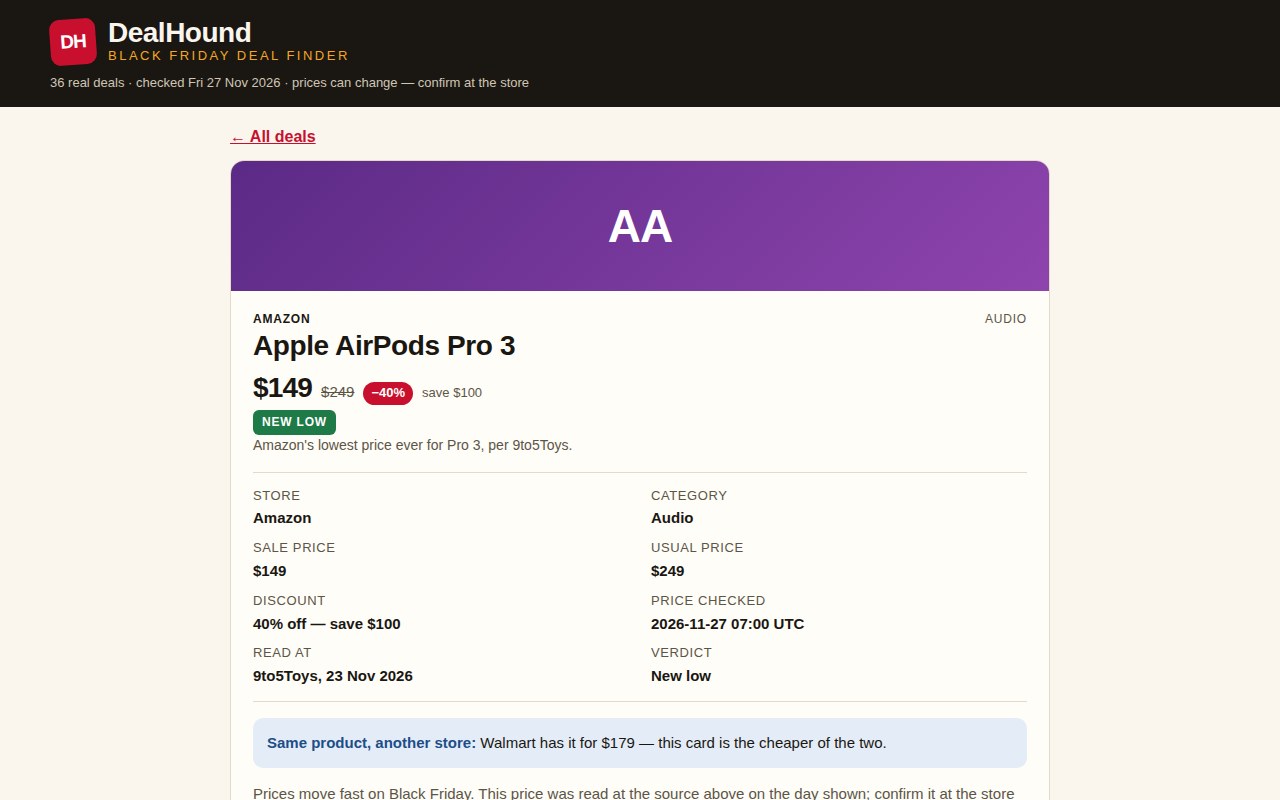 DH
DealHound
BLACK FRIDAY DEAL FINDER
36 real deals · checked Fri 27 Nov 2026 · prices can change — confirm at the store
← All deals
AA
AMAZON AUDIO
Apple AirPods Pro 3
$149 $249 −40% save $100
NEW LOW
Amazon's lowest price ever for Pro 3, per 9to5Toys.
STORE CATEGORY
Amazon Audio
SALE PRICE USUAL PRICE
$149 $249
DISCOUNT PRICE CHECKED
40% off — save $100 2026-11-27 07:00 UTC
READ AT VERDICT
9to5Toys, 23 Nov 2026 New low
Same product, another store: Walmart has it for $179 — this card is the cheaper of the two.
Prices move fast on Black Friday. This price was read at the source above on the day shown; confirm it at the store